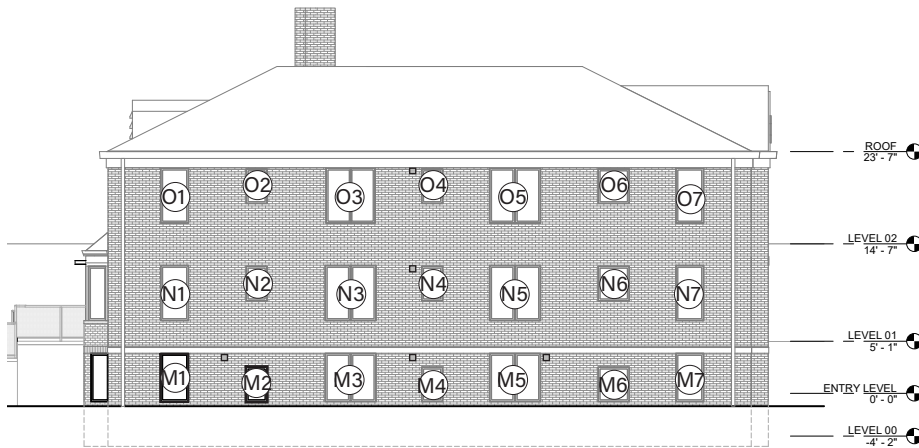 ROOF
23' - 7"
O1 O2 O3 O4 O5 O6 O7
LEVEL 02
14' - 7"
N1 N2 N3 N4 N5 N6 N7
LEVEL 01
5' - 1"
M1 M2 M3 M4 M5 M6 M7
ENTRY LEVEL
0' - 0"
LEVEL 00
-4' - 2"